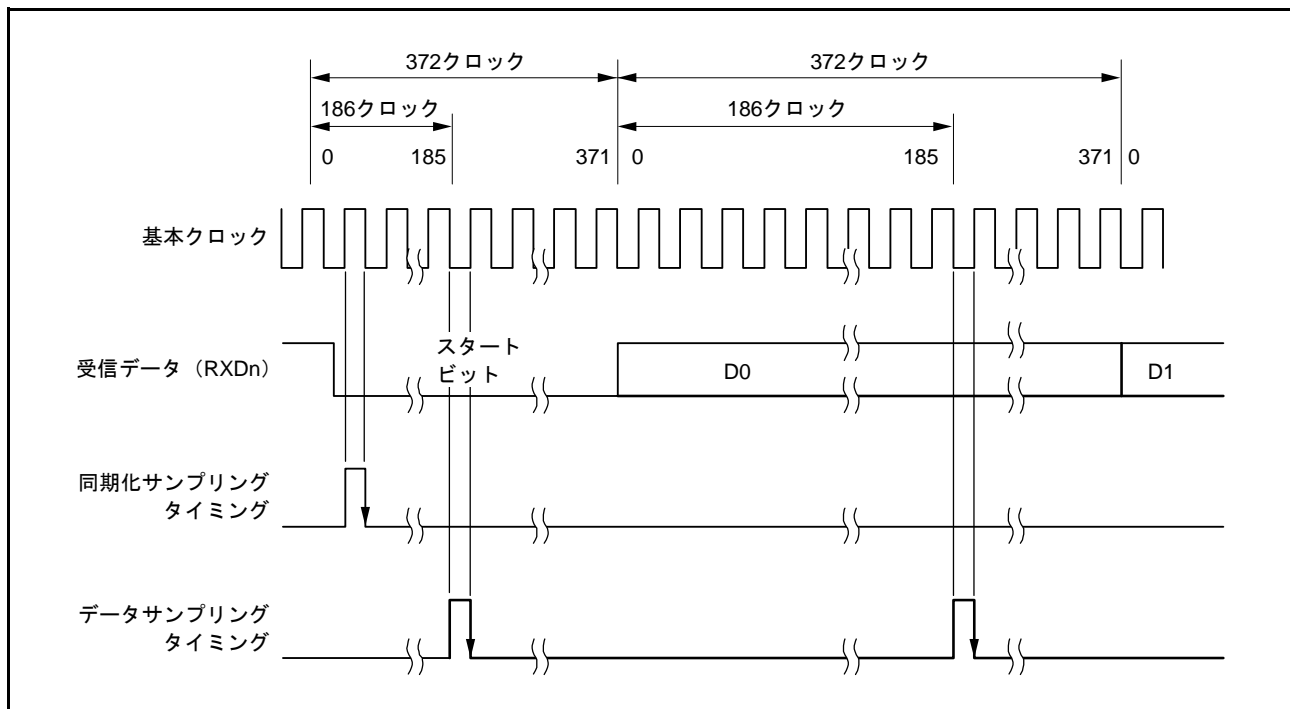 372クロック 372クロック
186クロック 186クロック
0 185 371 0 185 371 0
基本クロック
受信データ（RXDn）
スタート
ビット
D0 D1
同期化サンプリング
タイミング
データサンプリング
タイミング